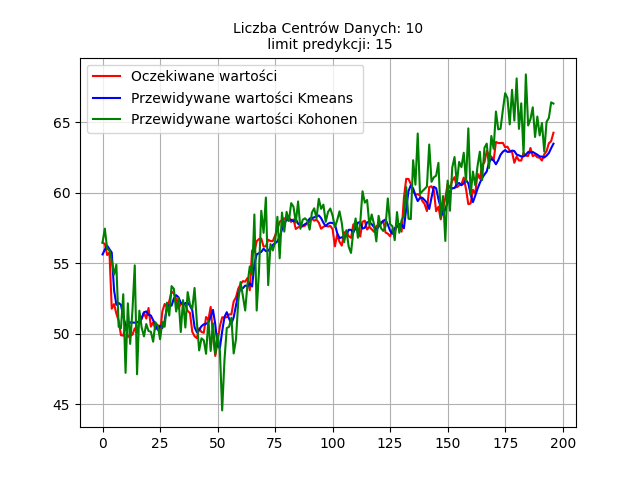 Liczba Centrów Danych: 10
limit predykcji: 15
Oczekiwane wartości
Przewidywane wartości Kmeans
Przewidywane wartości Kohonen
65
60
55
50
45
0 25 50 75 100 125 150 175 200